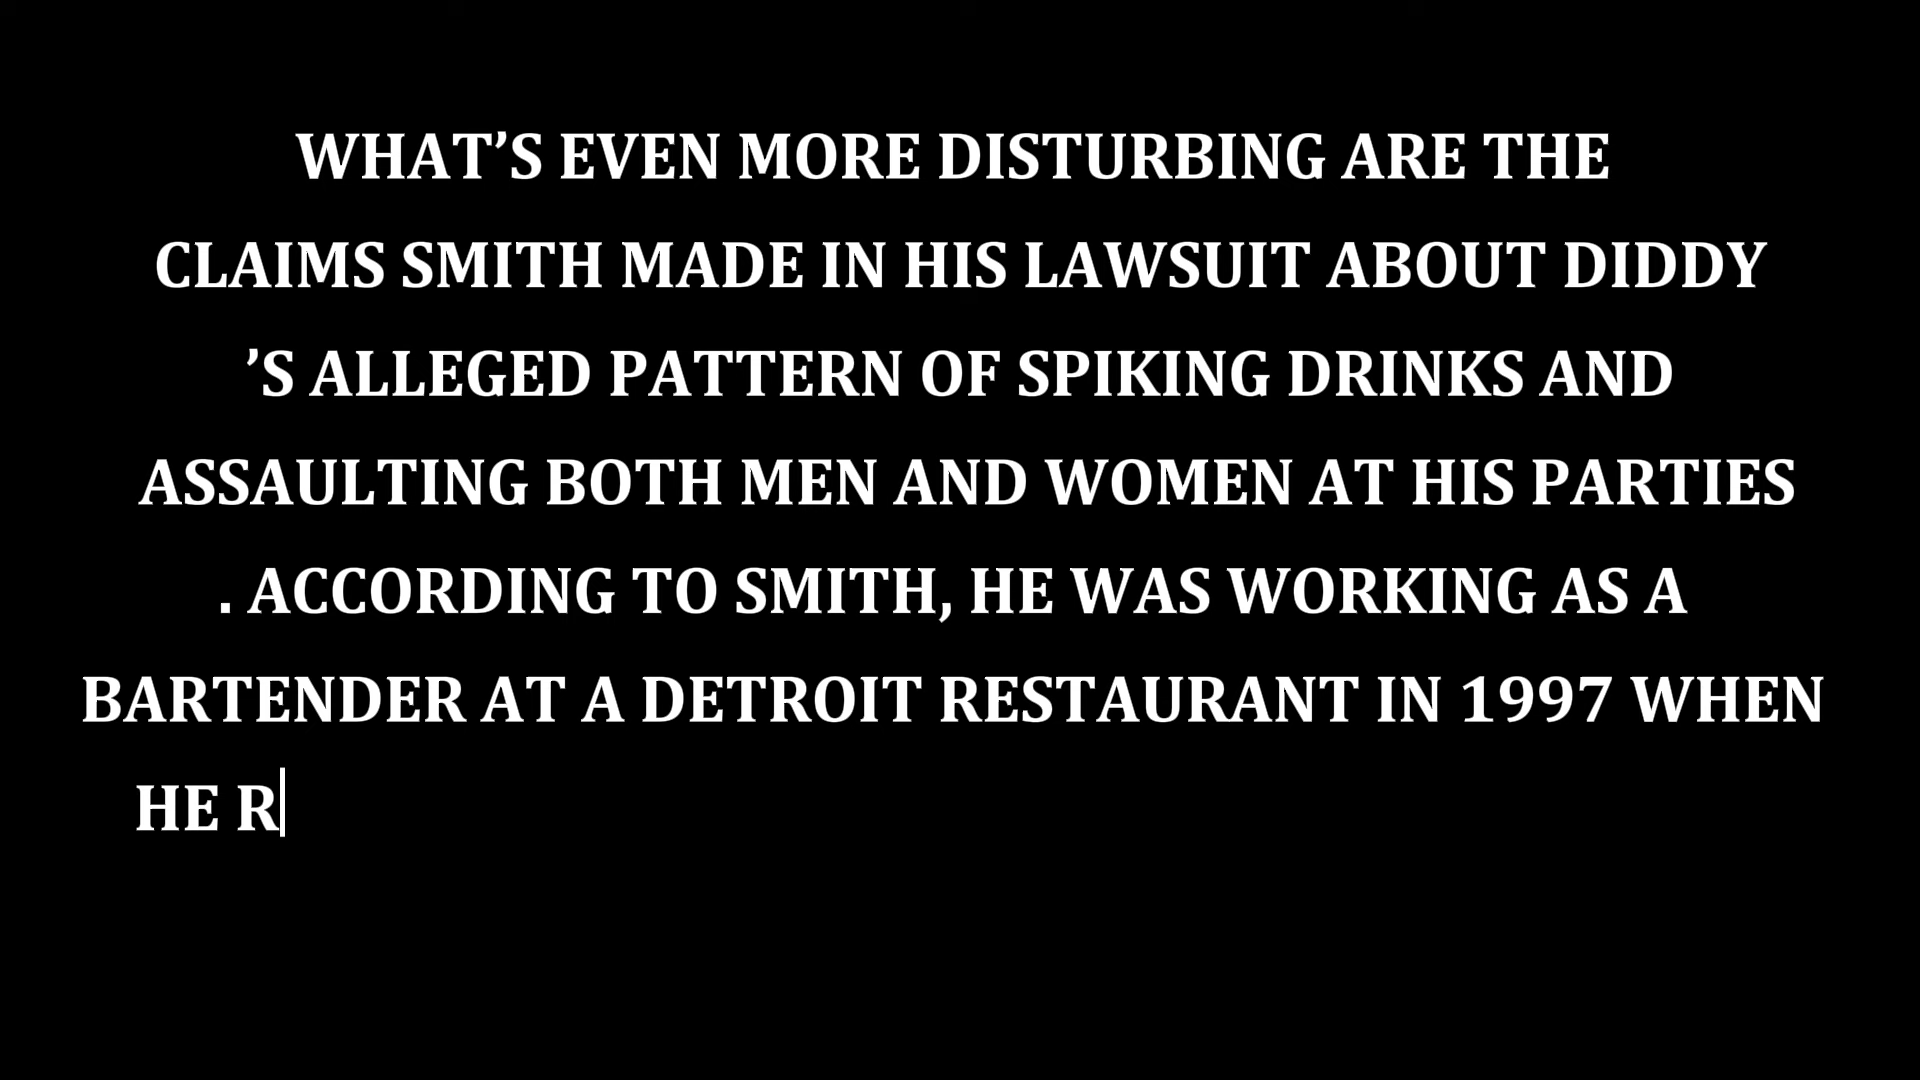 WHAT’S EVEN MORE DISTURBING ARE THE
CLAIMS SMITH MADE IN HIS LAWSUIT ABOUT DIDDY
’S ALLEGED PATTERN OF SPIKING DRINKS AND
ASSAULTING BOTH MEN AND WOMEN AT HIS PARTIES
. ACCORDING TO SMITH, HE WAS WORKING AS A
BARTENDER AT A DETROIT RESTAURANT IN 1997 WHEN
HE R